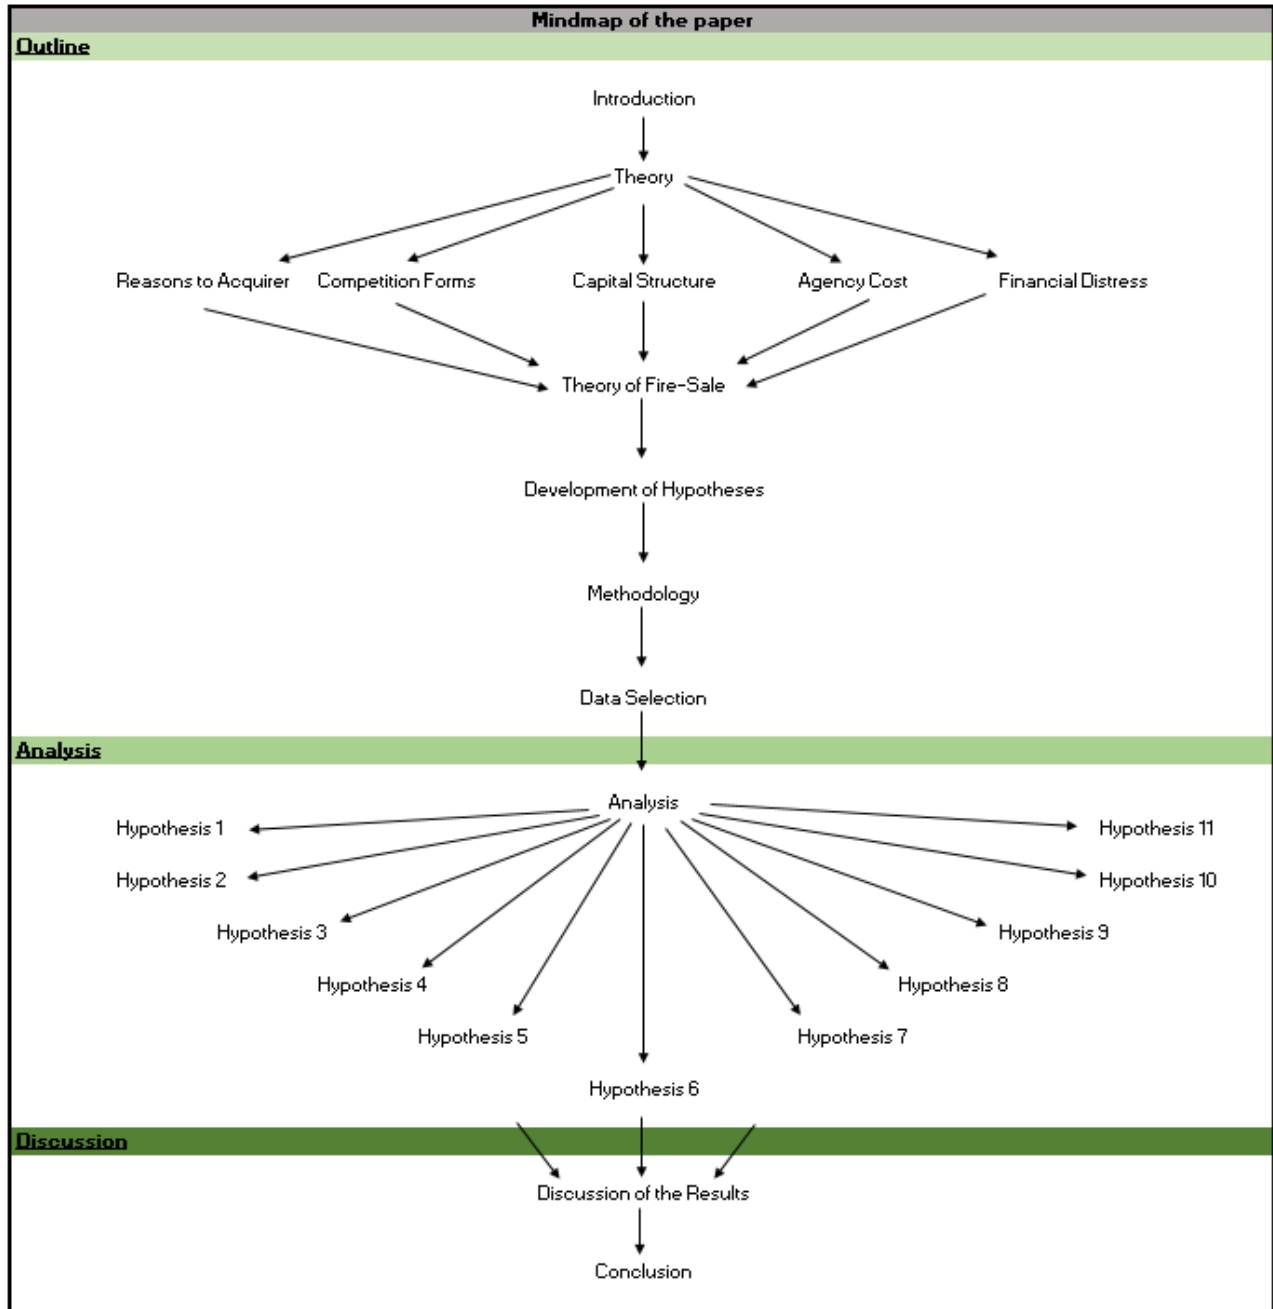 Mindmap of the paper
Outline
Introduction
Theory
Reasons to Acquirer Competition Forms Capital Structure Agency Cost Financial Distress
Theory of Fire-Sale
Development of Hypotheses
Methodology
Data Selection
Analysis
Analysis
Hypothesis 1 Hypothesis 11
Hypothesis 2 Hypothesis 10
Hypothesis 3 Hypothesis 9
Hypothesis 4 Hypothesis 8
Hypothesis 5 Hypothesis 7
Hypothesis 6
Discussion
Discussion of the Results
Conclusion